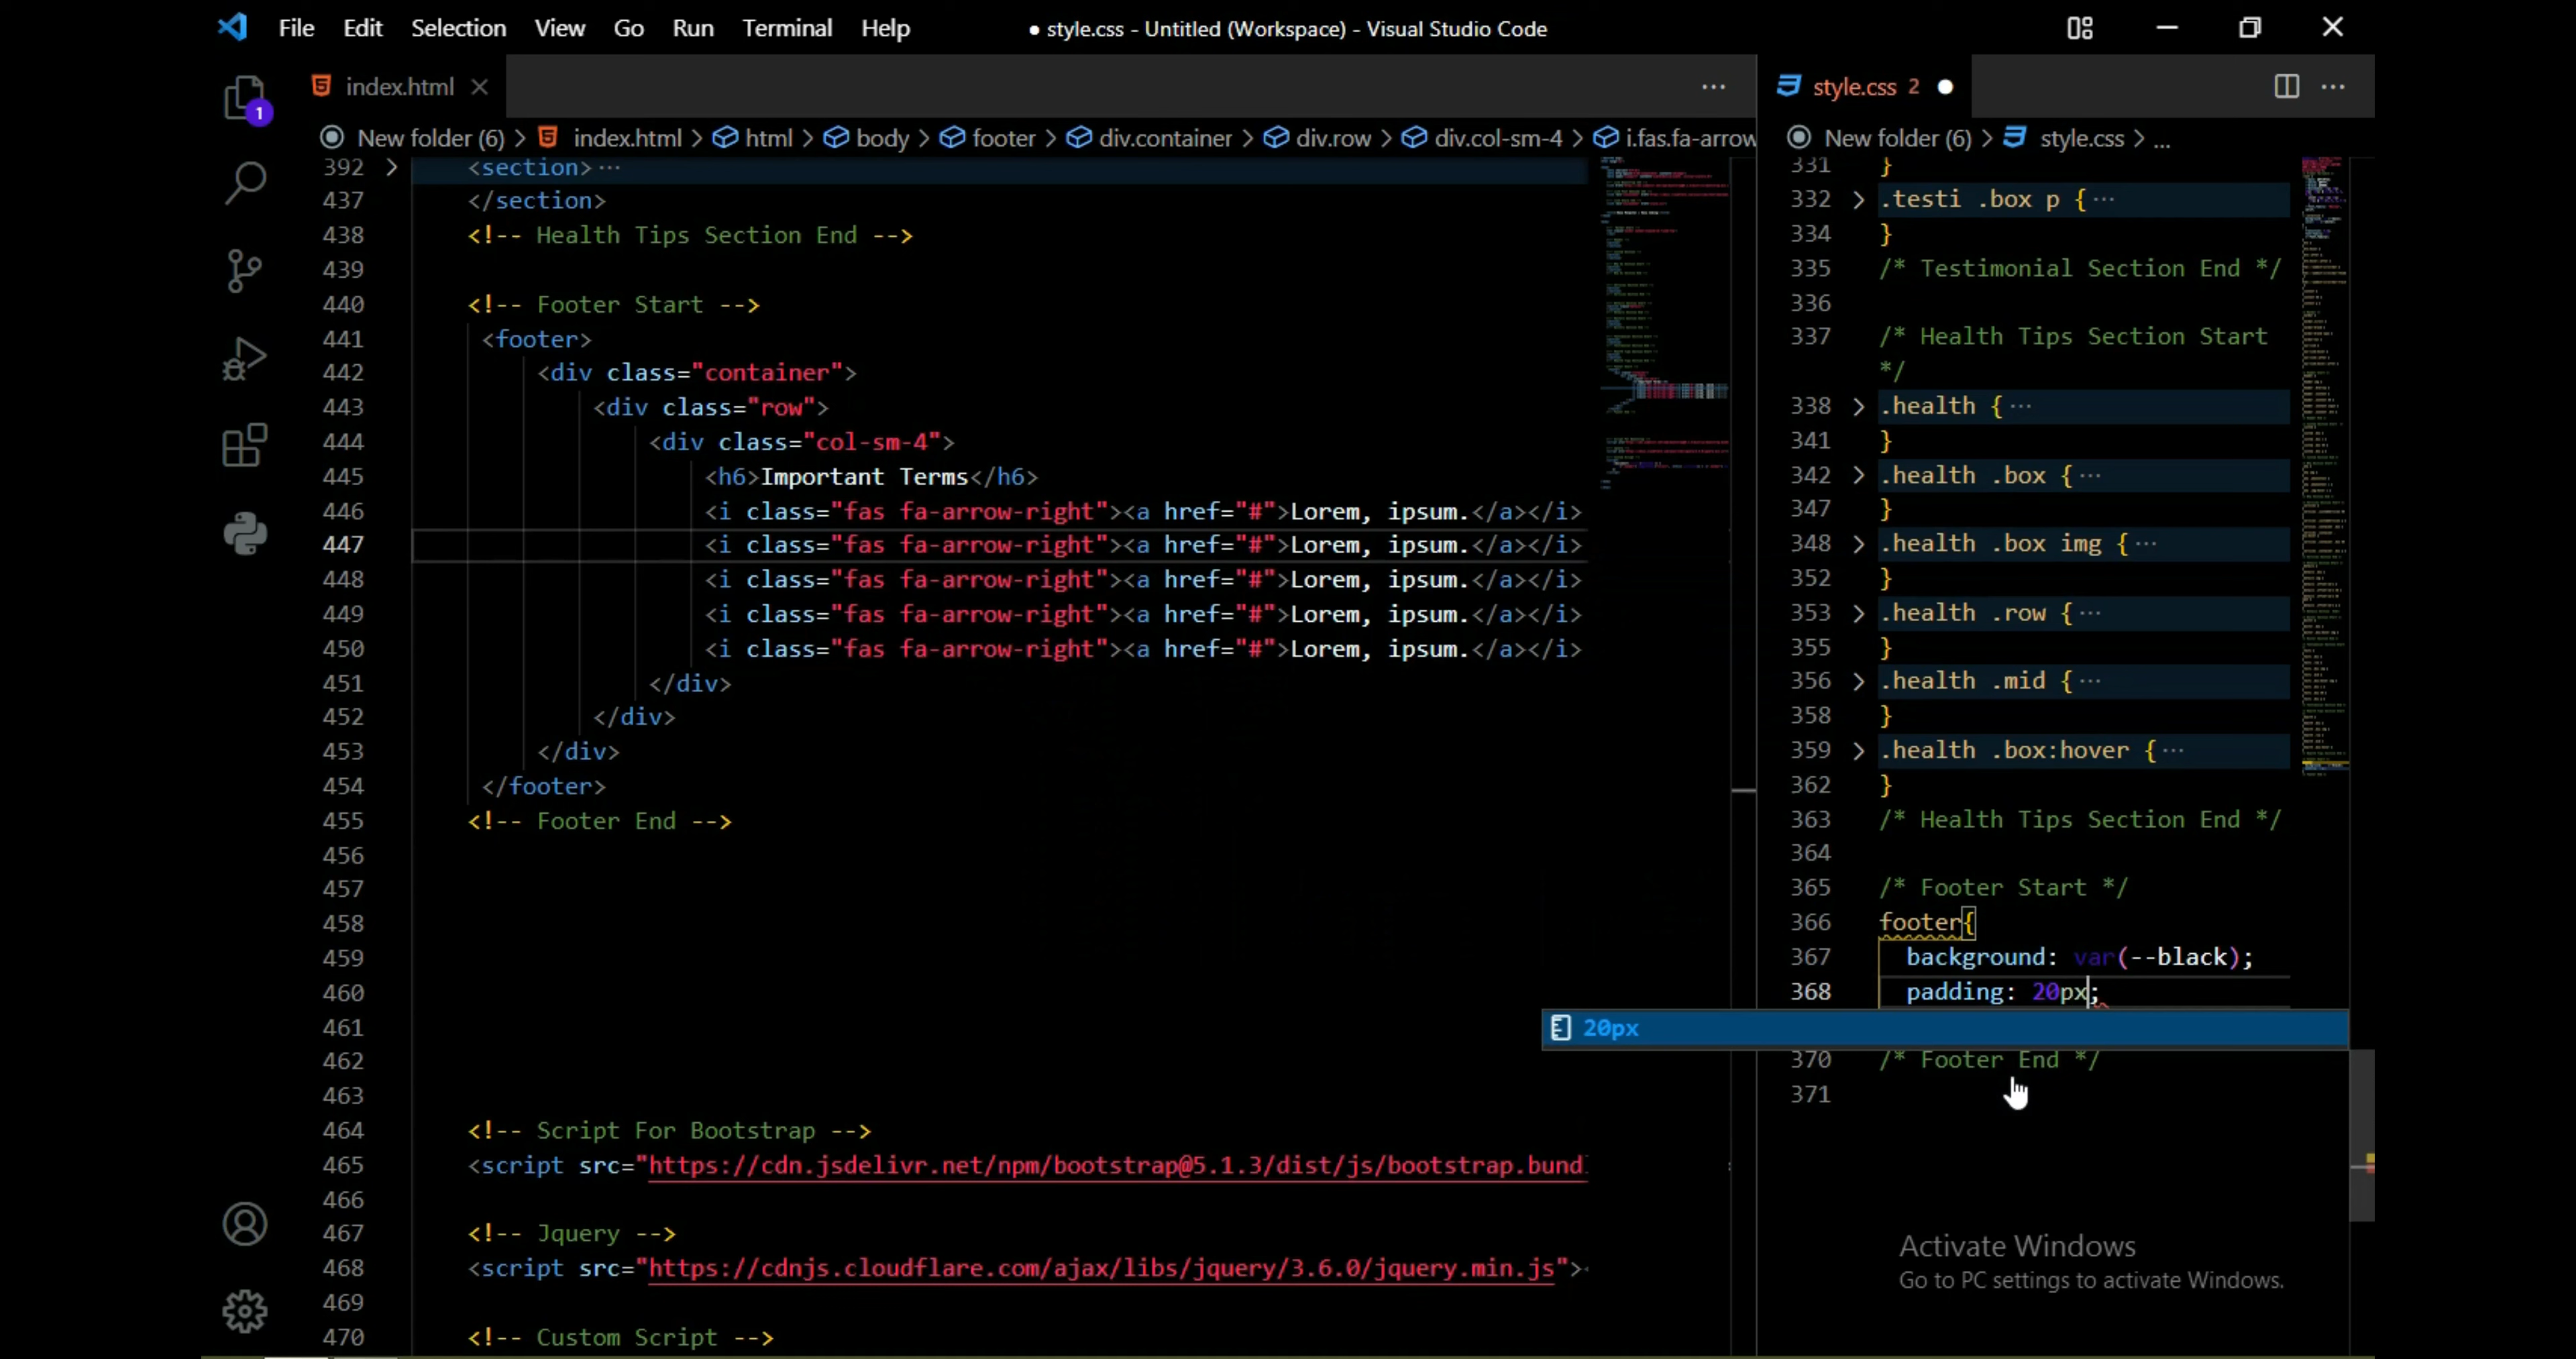 File Edit Selection View Go Run Terminal Help ● style.css - Untitled (Workspace) - Visual Studio Code
index.html
New folder (6) > index.html > html > body > footer > div.container > div.row > div.col-sm-4 > i.fas.fa-arrow
1
392 <section> ···
437 </section>
438 <!-- Health Tips Section End -->
439
440 <!-- Footer Start -->
441 <footer>
442 <div class="container">
443 <div class="row">
444 <div class="col-sm-4">
445 <h6>Important Terms</h6>
446 <i class="fas fa-arrow-right"><a href="#">Lorem, ipsum.</a></i>
447 <i class="fas fa-arrow-right"><a href="#">Lorem, ipsum.</a></i>
448 <i class="fas fa-arrow-right"><a href="#">Lorem, ipsum.</a></i>
449 <i class="fas fa-arrow-right"><a href="#">Lorem, ipsum.</a></i>
450 <i class="fas fa-arrow-right"><a href="#">Lorem, ipsum.</a></i>
451 </div>
452 </div>
453 </div>
454 </footer>
455 <!-- Footer End -->
456
457
458
459
460
461
462
463
464 <!-- Script For Bootstrap -->
465 <script src="https://cdn.jsdelivr.net/npm/bootstrap@5.1.3/dist/js/bootstrap.bund
466
467 <!-- Jquery -->
468 <script src="https://cdnjs.cloudflare.com/ajax/libs/jquery/3.6.0/jquery.min.js">
469
470 <!-- Custom Script -->
style.css 2 ●
New folder (6) > style.css > ...
331 }
332 .testi .box p { ···
334 }
335 /* Testimonial Section End */
336
337 /* Health Tips Section Start
*/
338 .health { ···
341 }
342 .health .box { ···
347 }
348 .health .box img { ···
352 }
353 .health .row { ···
355 }
356 .health .mid { ···
358 }
359 .health .box:hover { ···
362 }
363 /* Health Tips Section End */
364
365 /* Footer Start */
366 footer{
367 background: var(--black);
368 padding: 20px;
20px
370 /* Footer End */
371
Activate Windows
Go to PC settings to activate Windows.